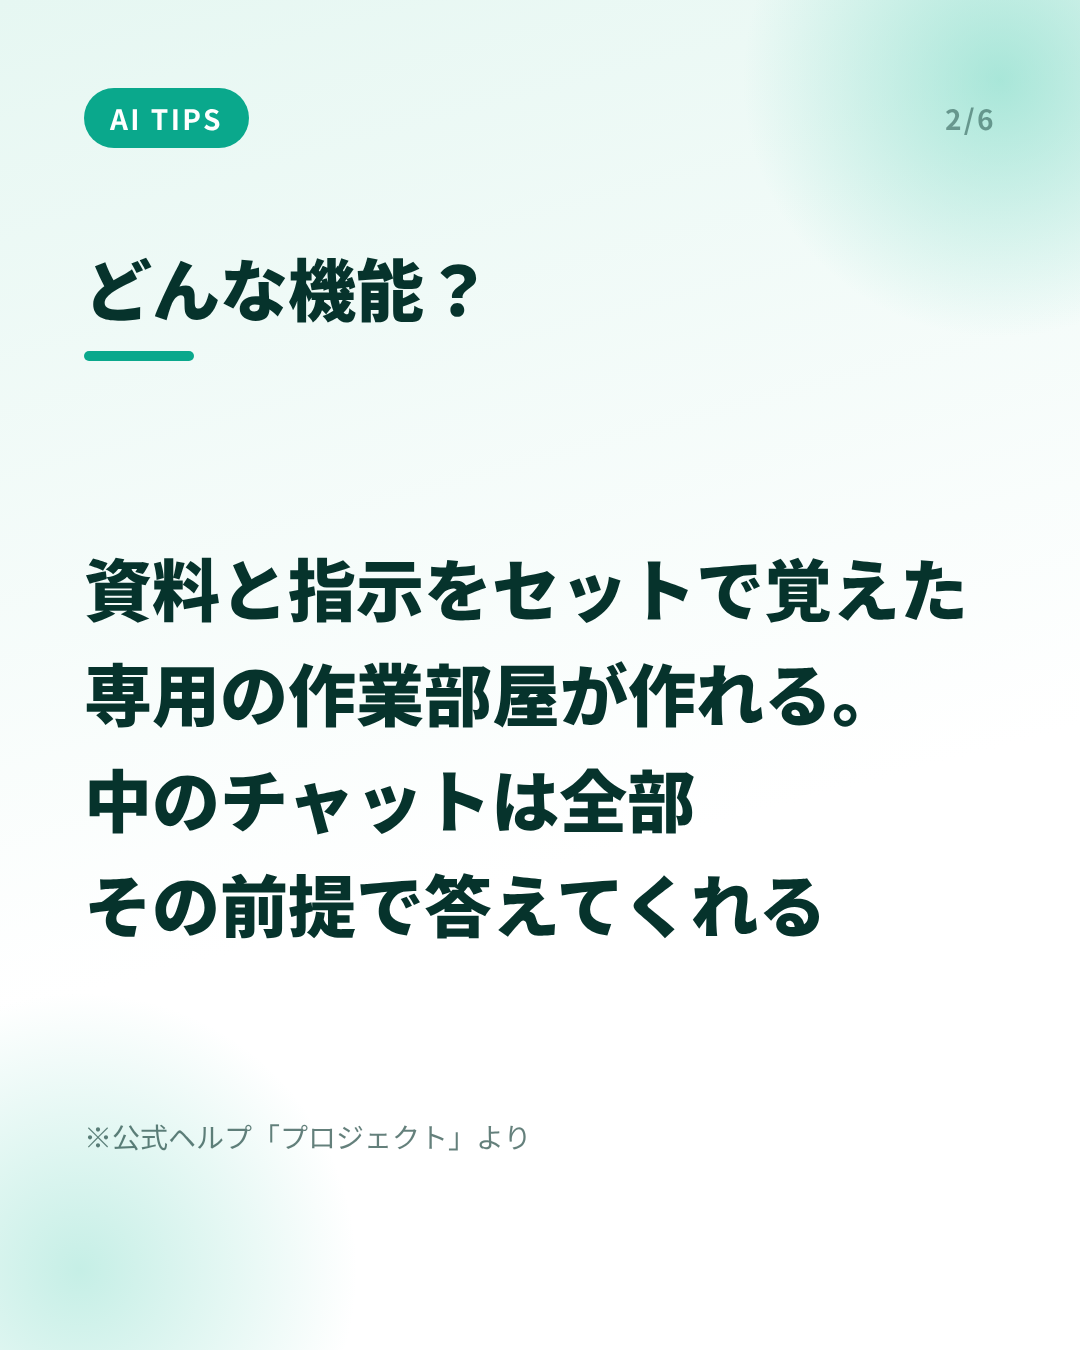 AI TIPS
2/6
どんな機能？
資料と指示をセットで覚えた
専用の作業部屋が作れる。
中のチャットは全部
その前提で答えてくれる
※公式ヘルプ「プロジェクト」より